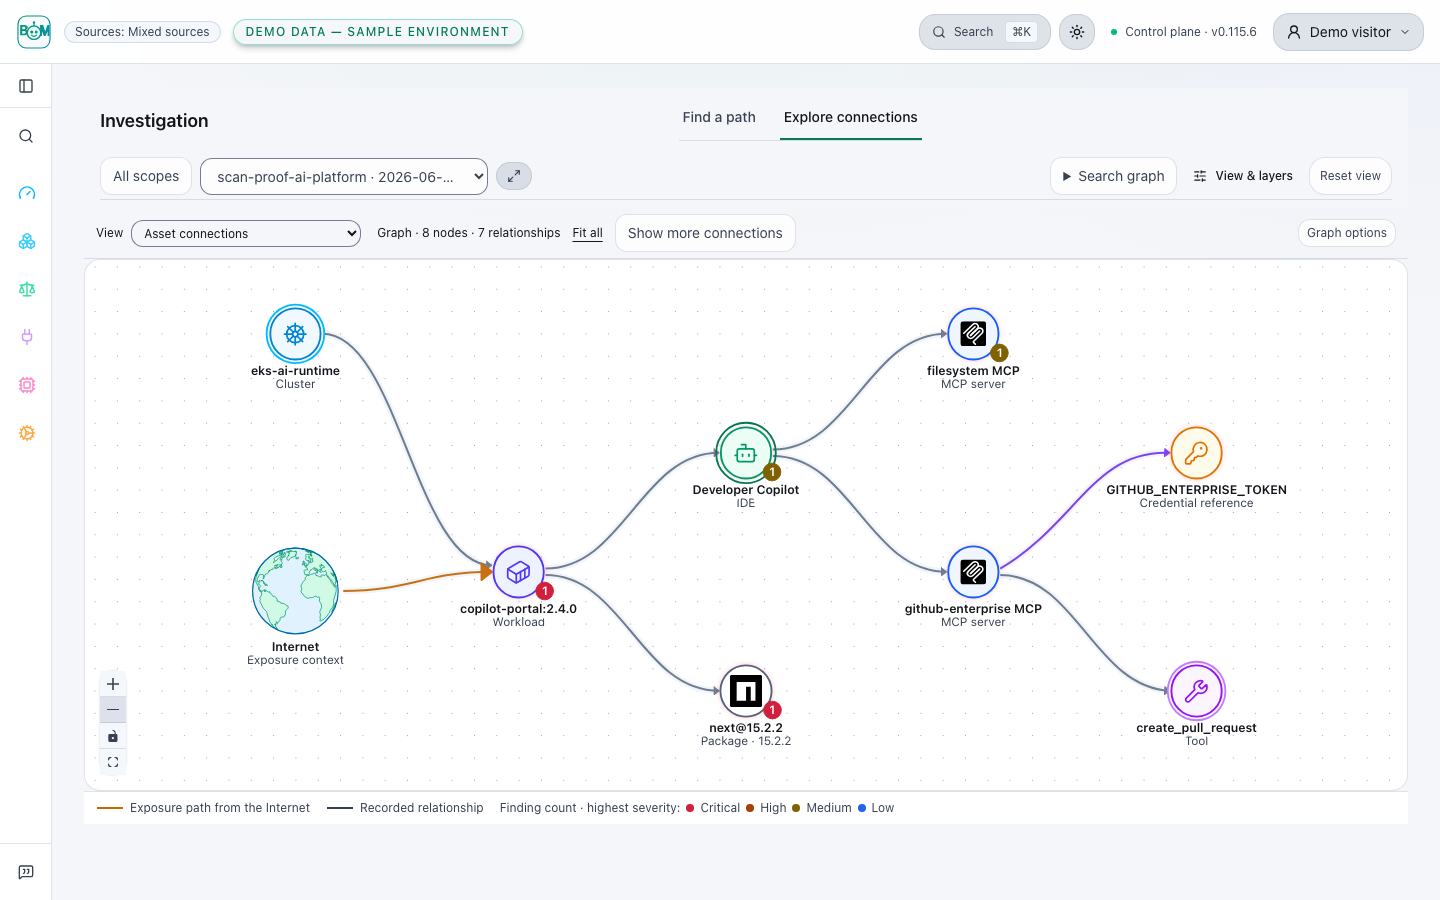 BOM
Sources: Mixed sources
DEMO DATA — SAMPLE ENVIRONMENT
Search ⌘K
Control plane · v0.115.6
Demo visitor
Investigation
Find a path
Explore connections
All scopes
scan-proof-ai-platform · 2026-06-...
Search graph
View & layers
Reset view
View
Asset connections
Graph · 8 nodes · 7 relationships
Fit all
Show more connections
Graph options
eks-ai-runtime
Cluster
1
filesystem MCP
MCP server
1
Developer Copilot
IDE
GITHUB_ENTERPRISE_TOKEN
Credential reference
Internet
Exposure context
1
copilot-portal:2.4.0
Workload
github-enterprise MCP
MCP server
1
next@15.2.2
Package · 15.2.2
create_pull_request
Tool
Exposure path from the Internet
Recorded relationship
Finding count · highest severity:
Critical
High
Medium
Low